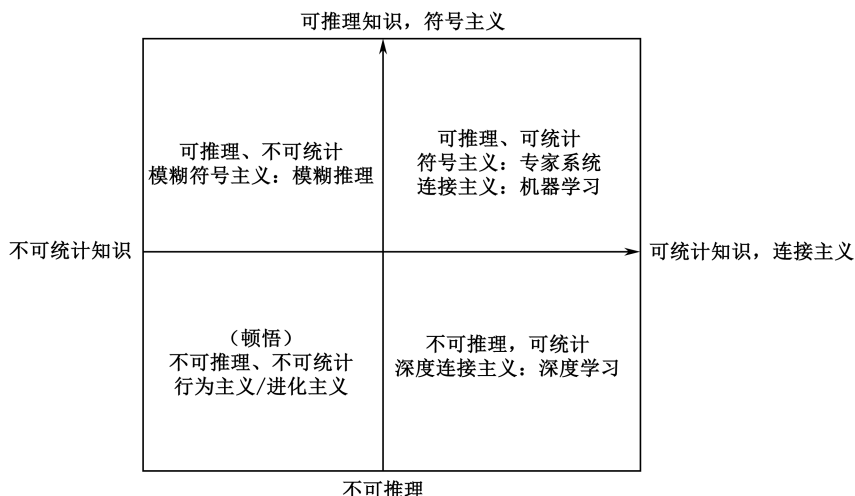 可推理知识，符号主义
可推理、不可统计
模糊符号主义：模糊推理
可推理、可统计
符号主义：专家系统
连接主义：机器学习
不可统计知识
可统计知识，连接主义
（顿悟）
不可推理、不可统计
行为主义/进化主义
不可推理，可统计
深度连接主义：深度学习
不可推理